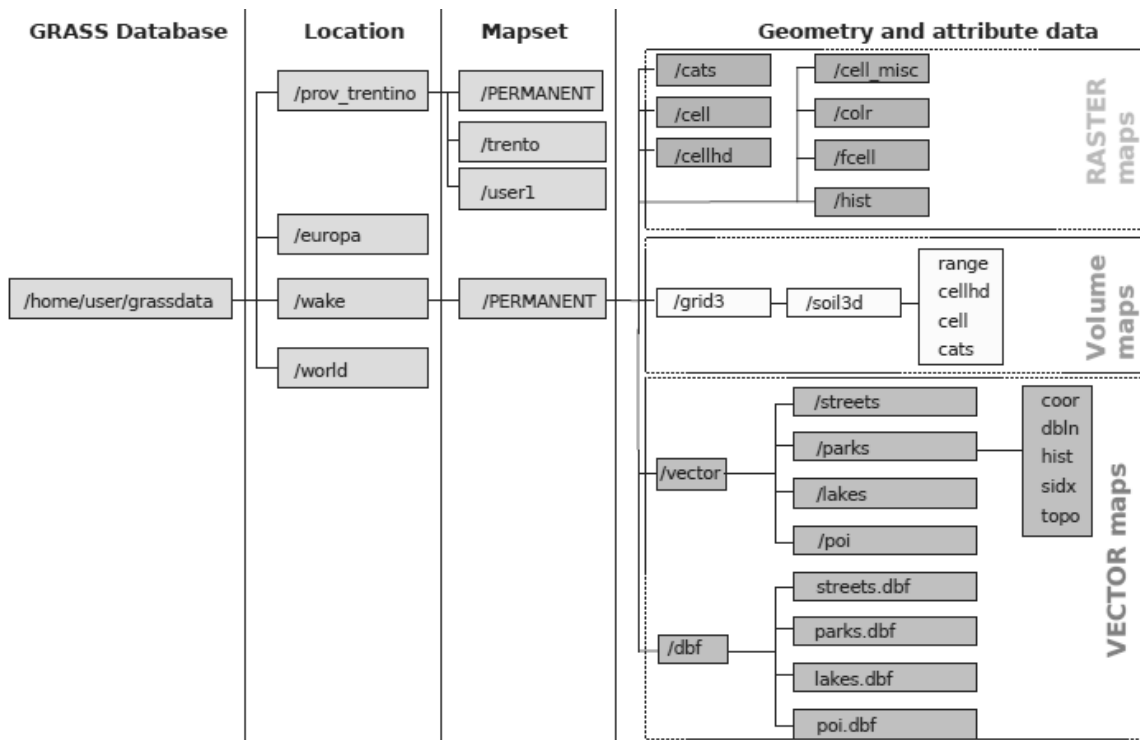 GRASS Database
Location
Mapset
Geometry and attribute data
/home/user/grassdata
/prov_trentino
/europa
/wake
/world
/PERMANENT
/trento
/user1
/PERMANENT
/cats
/cell
/cellhd
/cell_misc
/colr
/fcell
/hist
RASTER
maps
/grid3
/soil3d
range
cellhd
cell
cats
Volume
maps
/vector
/streets
/parks
/lakes
/poi
coor
dbln
hist
sidx
topo
/dbf
streets.dbf
parks.dbf
lakes.dbf
poi.dbf
VECTOR maps